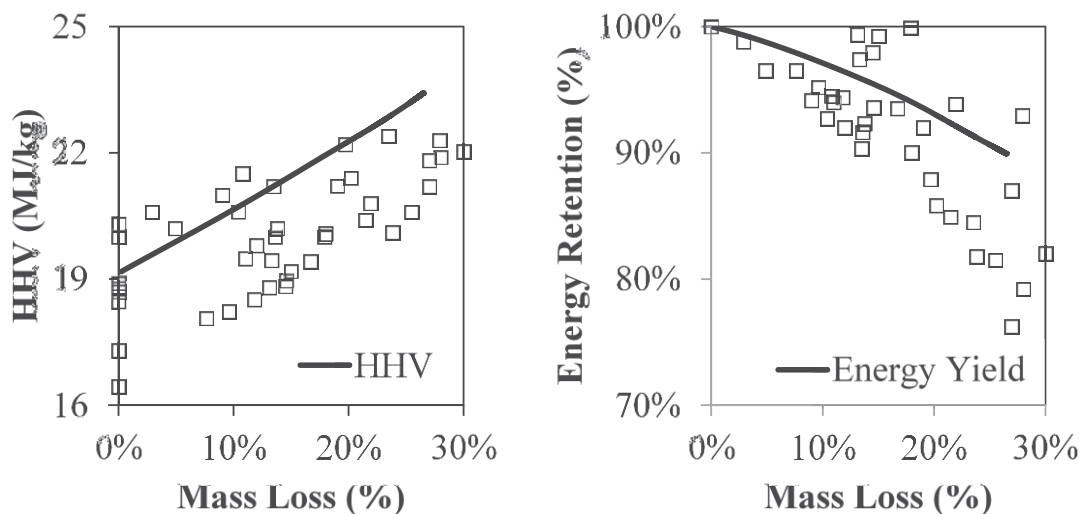 HHV (MJ/kg)
25
22
19
16
HHV
0%
10%
20%
30%
Mass Loss (%)
Energy Retention (%)
100%
90%
80%
70%
Energy Yield
0%
10%
20%
30%
Mass Loss (%)